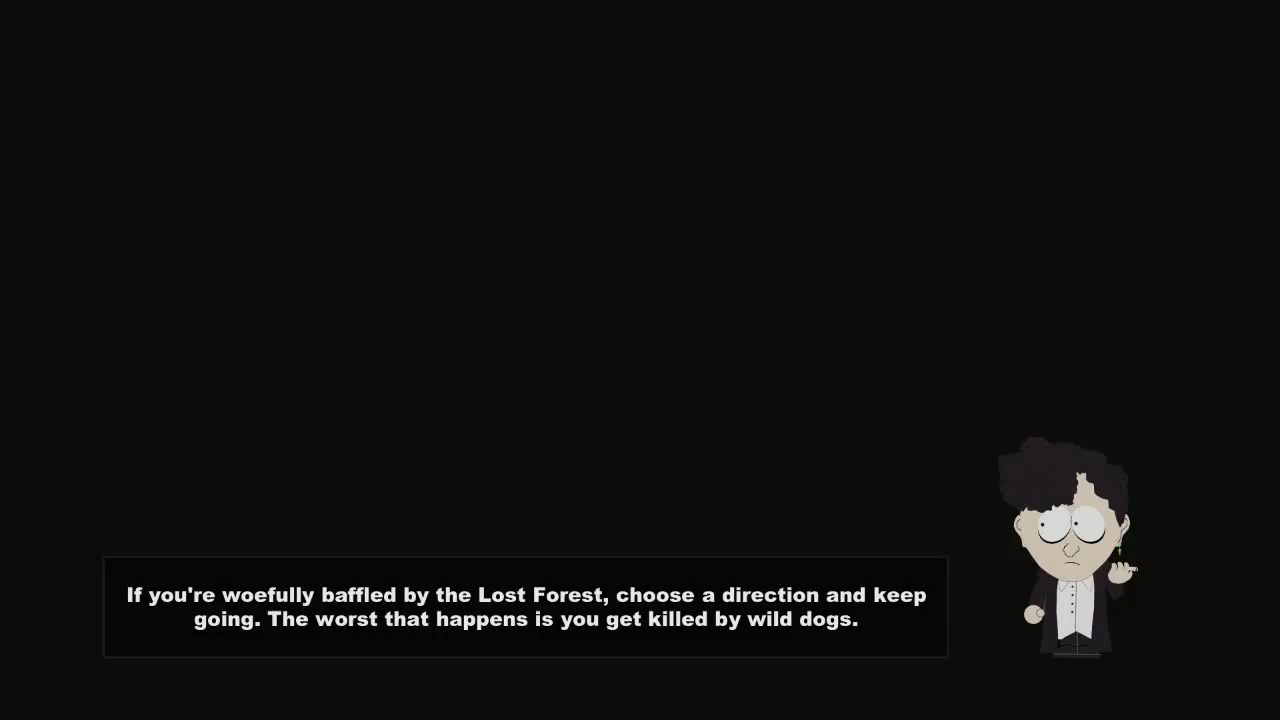 If you're woefully baffled by the Lost Forest, choose a direction and keep
going. The worst that happens is you get killed by wild dogs.